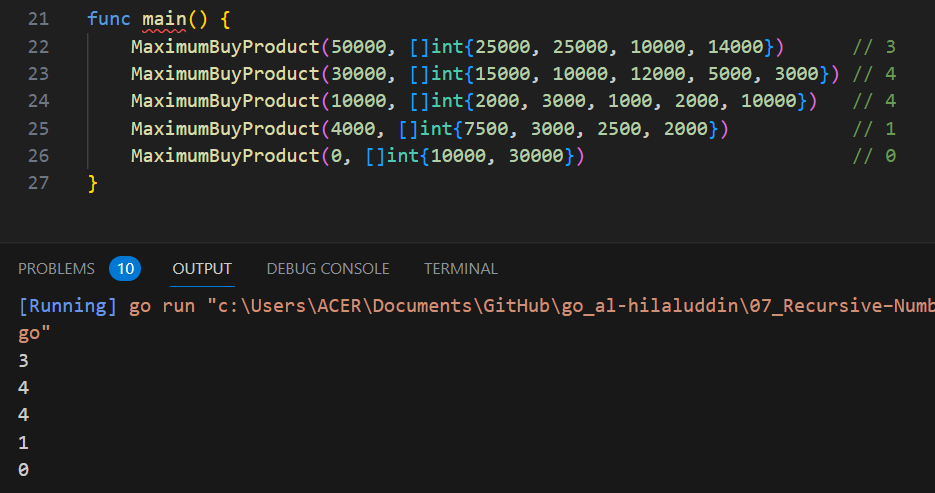 21 func main() {
22 MaximumBuyProduct(50000, []int{25000, 25000, 10000, 14000}) // 3
23 MaximumBuyProduct(30000, []int{15000, 10000, 12000, 5000, 3000}) // 4
24 MaximumBuyProduct(10000, []int{2000, 3000, 1000, 2000, 10000}) // 4
25 MaximumBuyProduct(4000, []int{7500, 3000, 2500, 2000}) // 1
26 MaximumBuyProduct(0, []int{10000, 30000}) // 0
27 }
PROBLEMS 10 OUTPUT DEBUG CONSOLE TERMINAL
[Running] go run "c:\Users\ACER\Documents\GitHub\go_al-hilaluddin\07_Recursive–Numb
go"
3
4
4
1
0